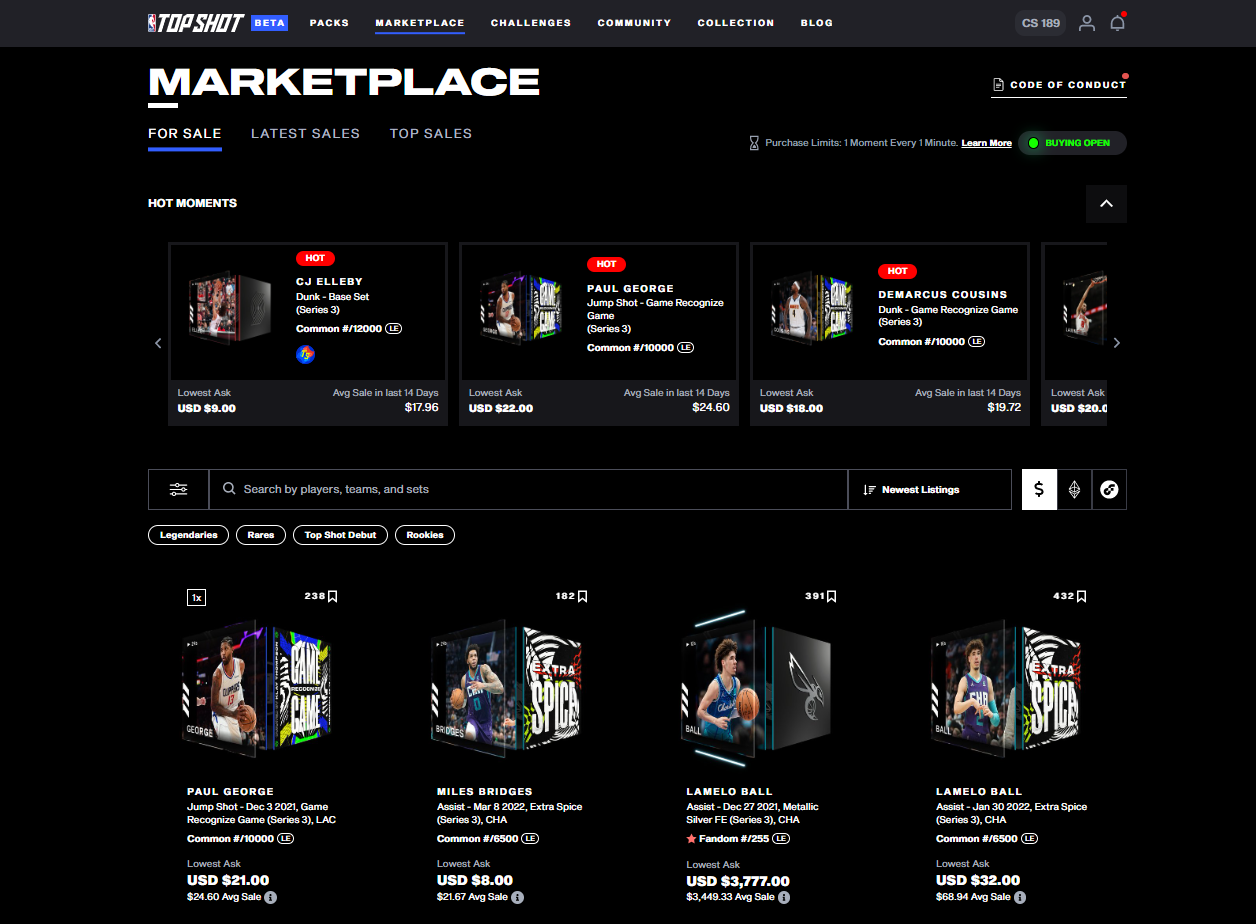 TOP SHOT BETA PACKS MARKETPLACE CHALLENGES COMMUNITY COLLECTION BLOG CS 189
MARKETPLACE
CODE OF CONDUCT
FOR SALE LATEST SALES TOP SALES
Purchase Limits: 1 Moment Every 1 Minute. Learn More BUYING OPEN
HOT MOMENTS
HOT
CJ ELLEBY
Dunk - Base Set
(Series 3)
Common #/12000 LE
Lowest Ask Avg Sale in last 14 Days
USD $9.00 $17.96
HOT
PAUL GEORGE
Jump Shot - Game Recognize
Game
(Series 3)
Common #/10000 LE
Lowest Ask Avg Sale in last 14 Days
USD $22.00 $24.60
HOT
DEMARCUS COUSINS
Dunk - Game Recognize Game
(Series 3)
Common #/10000 LE
Lowest Ask Avg Sale in last 14 Days
USD $18.00 $19.72
Lowest Ask
USD $20.0
Search by players, teams, and sets Newest Listings $
Legendaries Rares Top Shot Debut Rookies
1x 238
GAME
RECOGNIZE
GAME
GEORGE
PAUL GEORGE
Jump Shot - Dec 3 2021, Game
Recognize Game (Series 3), LAC
Common #/10000 LE
Lowest Ask
USD $21.00
$24.60 Avg Sale
182
EXTRA
SPICE
BRIDGES
MILES BRIDGES
Assist - Mar 8 2022, Extra Spice
(Series 3), CHA
Common #/6500 LE
Lowest Ask
USD $8.00
$21.67 Avg Sale
391
BALL
LAMELO BALL
Assist - Dec 27 2021, Metallic
Silver FE (Series 3), CHA
Fandom #/255 LE
Lowest Ask
USD $3,777.00
$3,449.33 Avg Sale
432
EXTRA
SPICE
BALL
LAMELO BALL
Assist - Jan 30 2022, Extra Spice
(Series 3), CHA
Common #/6500 LE
Lowest Ask
USD $32.00
$68.94 Avg Sale